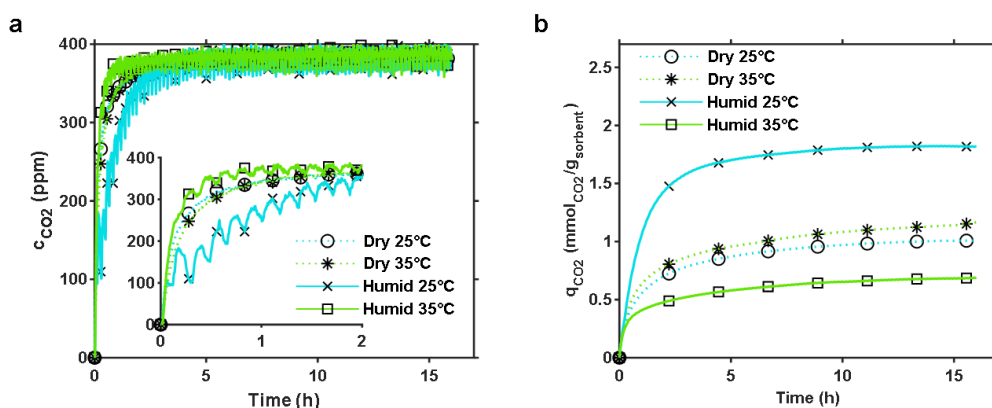 a
c_CO2 (ppm)
400
300
200
100
0
0
5
10
15
Time (h)
400
300
200
100
0
0
1
2
Dry 25°C
Dry 35°C
Humid 25°C
Humid 35°C
b
q_CO2 (mmol_CO2/g_sorbent)
2.5
2
1.5
1
0.5
0
0
5
10
15
Time (h)
Dry 25°C
Dry 35°C
Humid 25°C
Humid 35°C